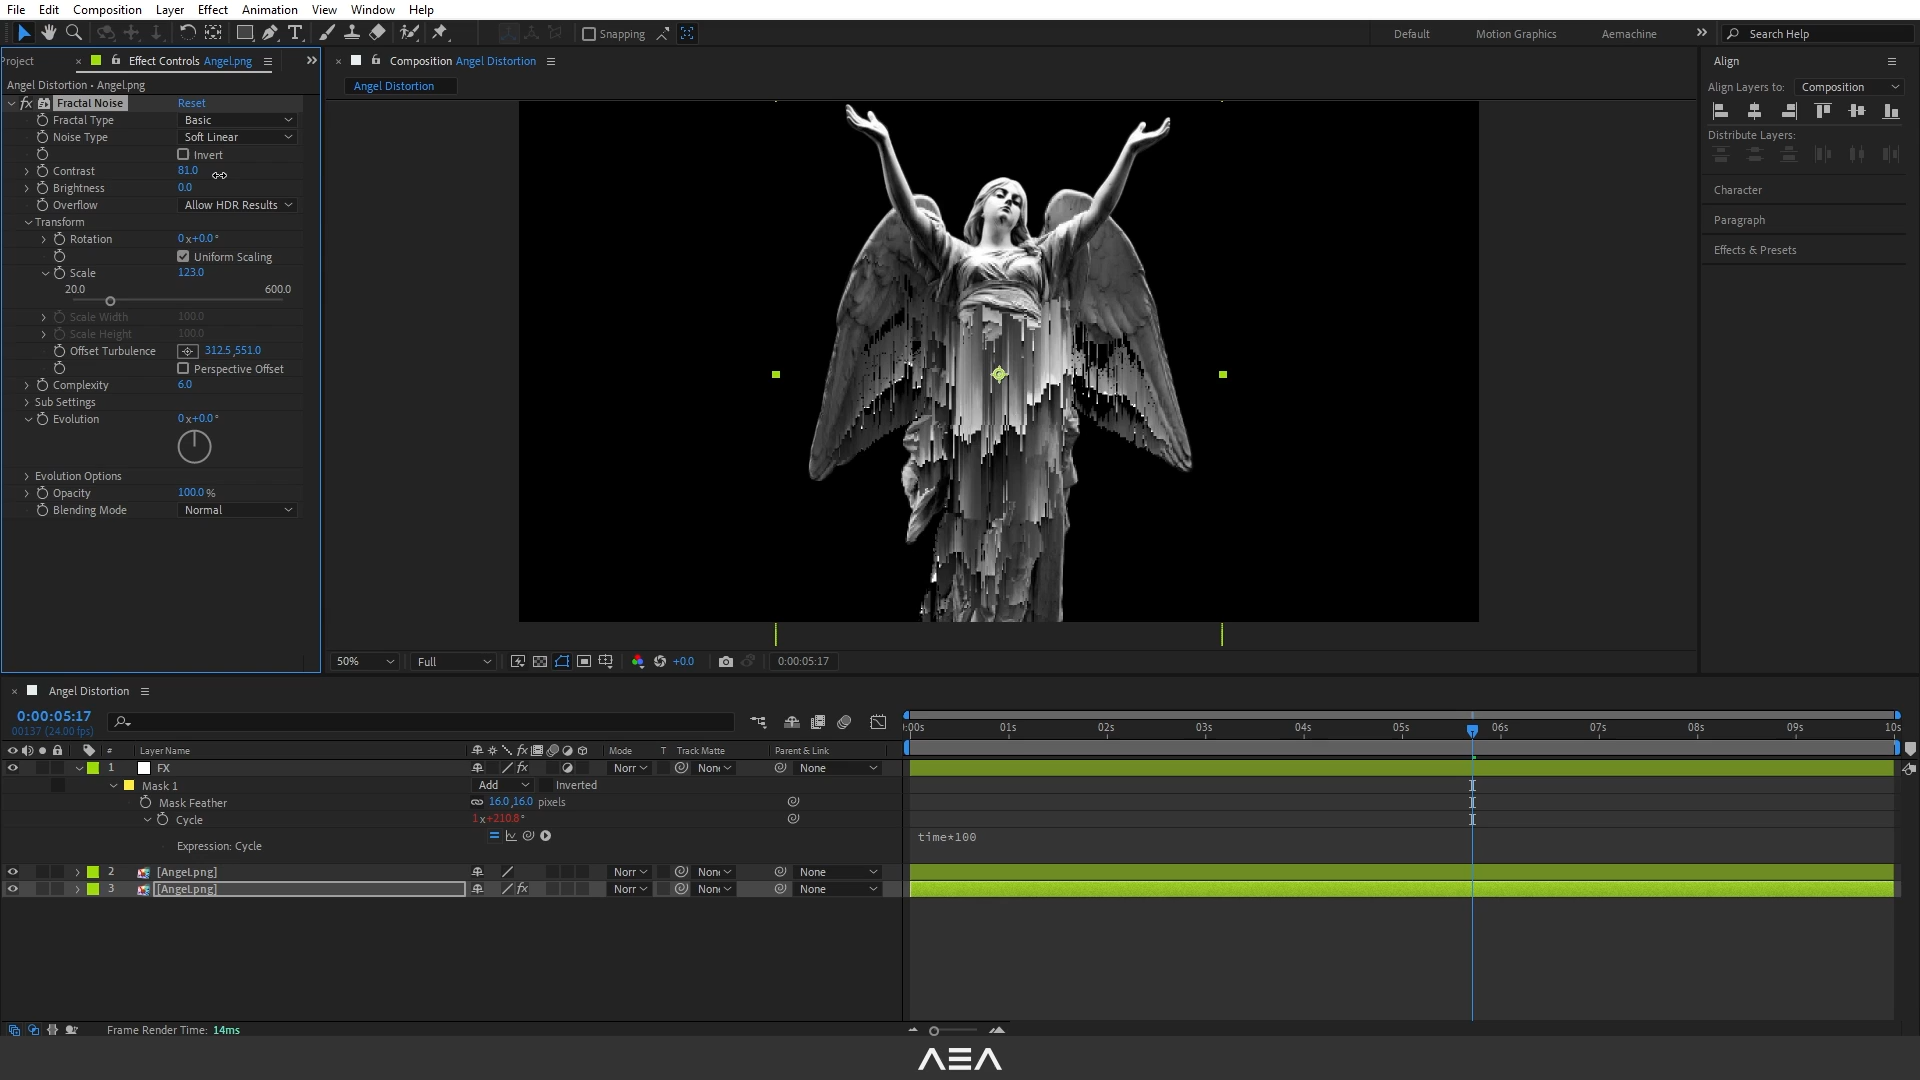 File Edit Composition Layer Effect Animation View Window Help
Snapping
Default Motion Graphics Aemachine
Search Help
Project
Effect Controls Angel.png
Angel Distortion • Angel.png
fx Fractal Noise Reset
Fractal Type Basic
Noise Type Soft Linear
Invert
Contrast 81.0
Brightness 0.0
Overflow Allow HDR Results
Transform
Rotation 0x+0.0°
Uniform Scaling
Scale 123.0
20.0 600.0
Scale Width 100.0
Scale Height 100.0
Offset Turbulence 312.5,551.0
Perspective Offset
Complexity 6.0
Sub Settings
Evolution 0x+0.0°
Evolution Options
Opacity 100.0%
Blending Mode Normal
Composition Angel Distortion
Angel Distortion
50% Full +0.0 0:00:05:17
Align
Align Layers to: Composition
Distribute Layers:
Character
Paragraph
Effects & Presets
Angel Distortion
0:00:05:17
00137 (24.00 fps)
:00s 01s 02s 03s 04s 05s 06s 07s 08s 09s 10s
# Layer Name fx Mode T Track Matte Parent & Link
1 FX fx Norr None None
Mask 1 Add Inverted
Mask Feather 16.0,16.0 pixels
Cycle 1x+210.8°
Expression: Cycle time*100
2 [Angel.png] Norr None None
3 [Angel.png] fx Norr None None
Frame Render Time: 14ms
AEA